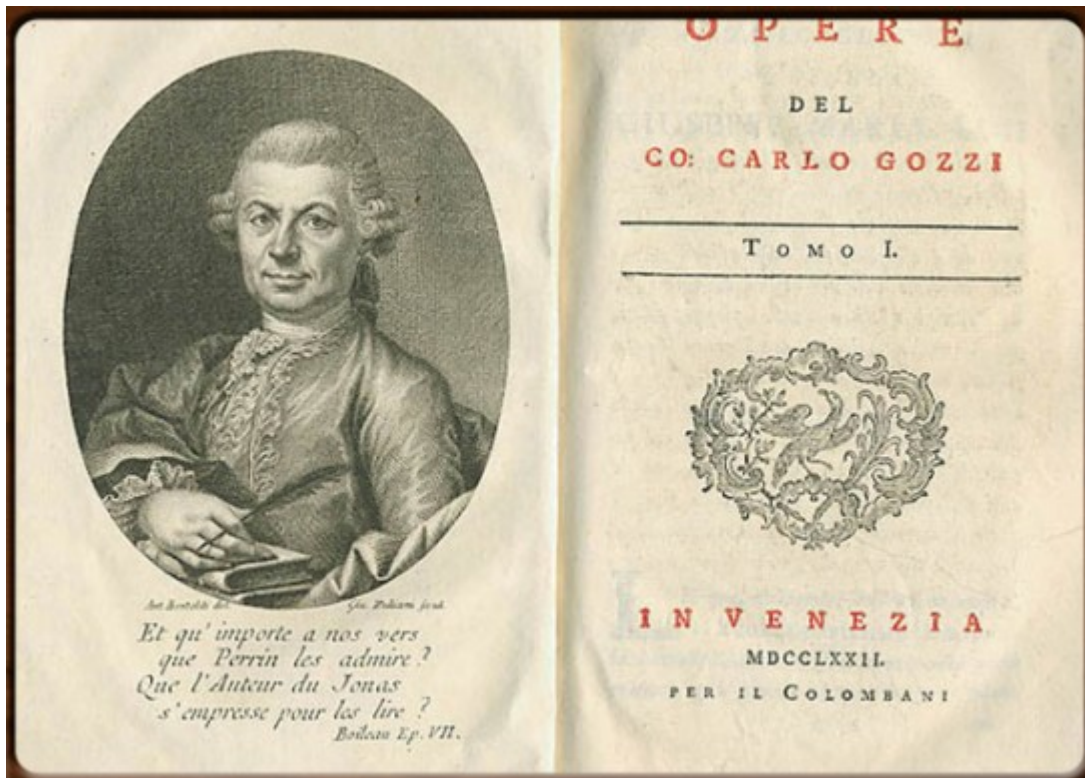 Et qu' importe a nos vers
que Perrin les admire ?
Que l'Auteur du Jonas
s'empresse pour les lire ?
Boileau Ep. VII.
OPERE
DEL
CO: CARLO GOZZI
TOMO I.
IN VENEZIA
MDCCLXXII.
PER IL COLOMBANI